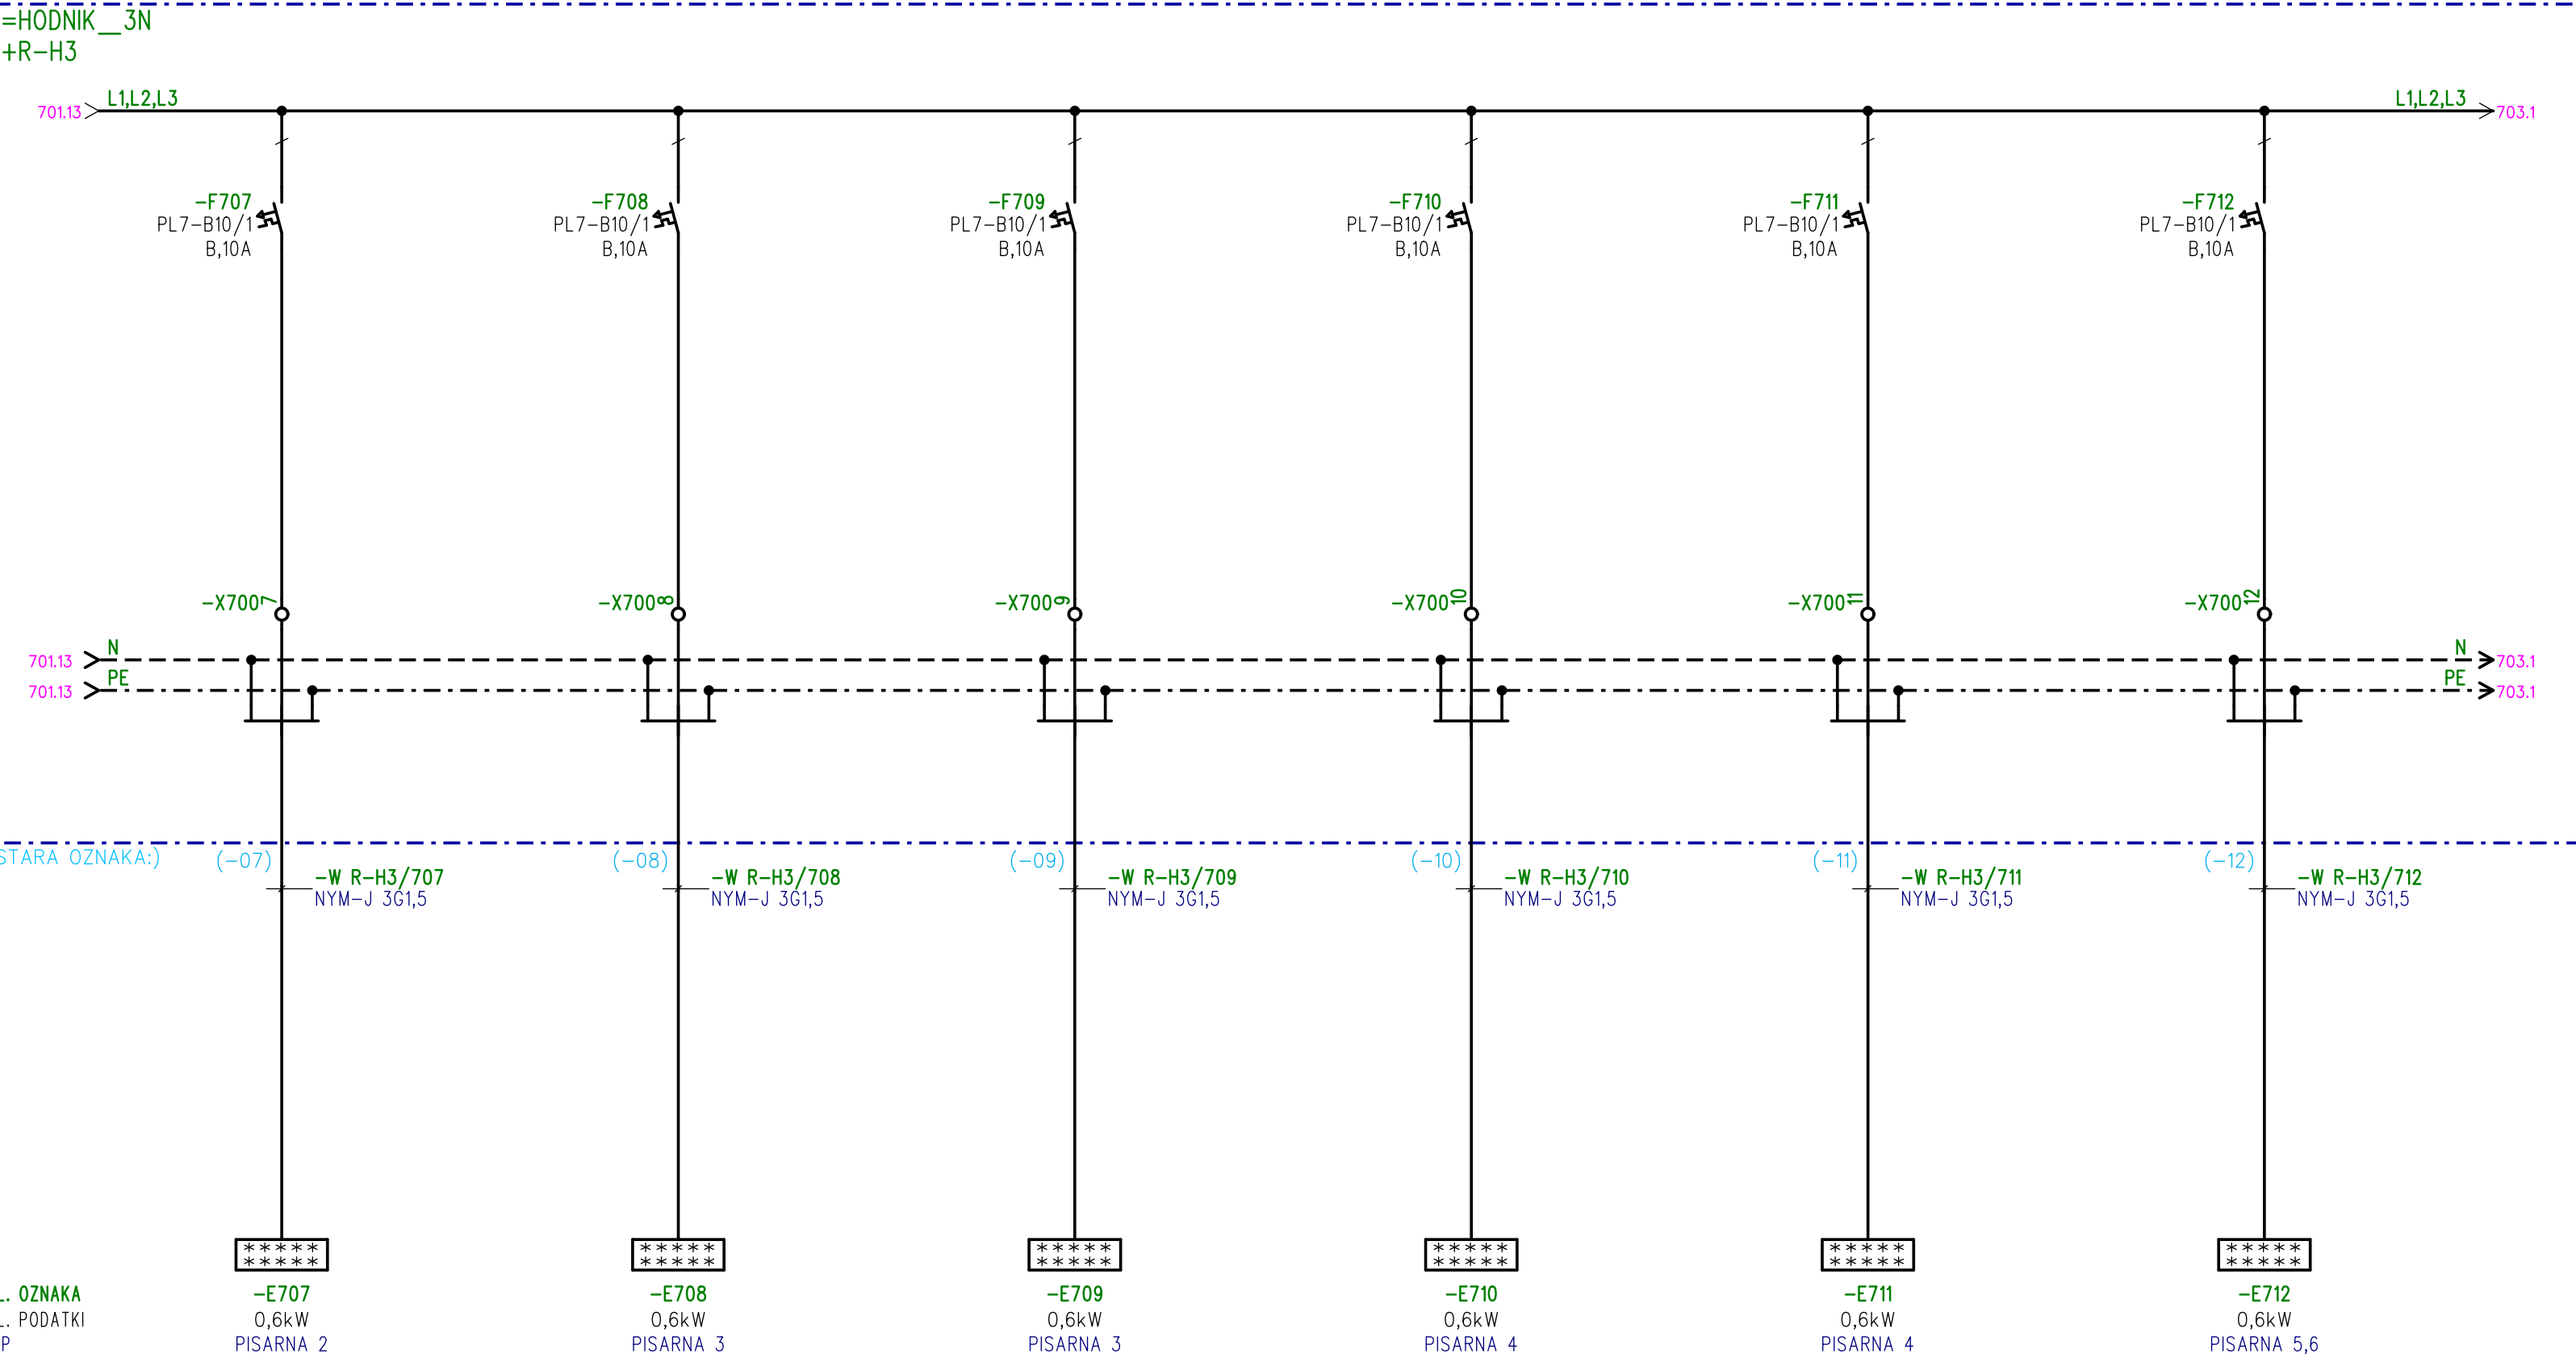 =HODNIK__3N
+R-H3
701.13 L1,L2,L3 L1,L2,L3 703.1
-F707 -F708 -F709 -F710 -F711 -F712
PL7-B10/1 PL7-B10/1 PL7-B10/1 PL7-B10/1 PL7-B10/1 PL7-B10/1
B,10A B,10A B,10A B,10A B,10A B,10A
-X700 7 -X700 8 -X700 9 -X700 10 -X700 11 -X700 12
701.13 N N 703.1
701.13 PE PE 703.1
STARA OZNAKA:) (-07) (-08) (-09) (-10) (-11) (-12)
-W R-H3/707 -W R-H3/708 -W R-H3/709 -W R-H3/710 -W R-H3/711 -W R-H3/712
NYM-J 3G1,5 NYM-J 3G1,5 NYM-J 3G1,5 NYM-J 3G1,5 NYM-J 3G1,5 NYM-J 3G1,5
L. OZNAKA -E707 -E708 -E709 -E710 -E711 -E712
L. PODATKI 0,6kW 0,6kW 0,6kW 0,6kW 0,6kW 0,6kW
P PISARNA 2 PISARNA 3 PISARNA 3 PISARNA 4 PISARNA 4 PISARNA 5,6